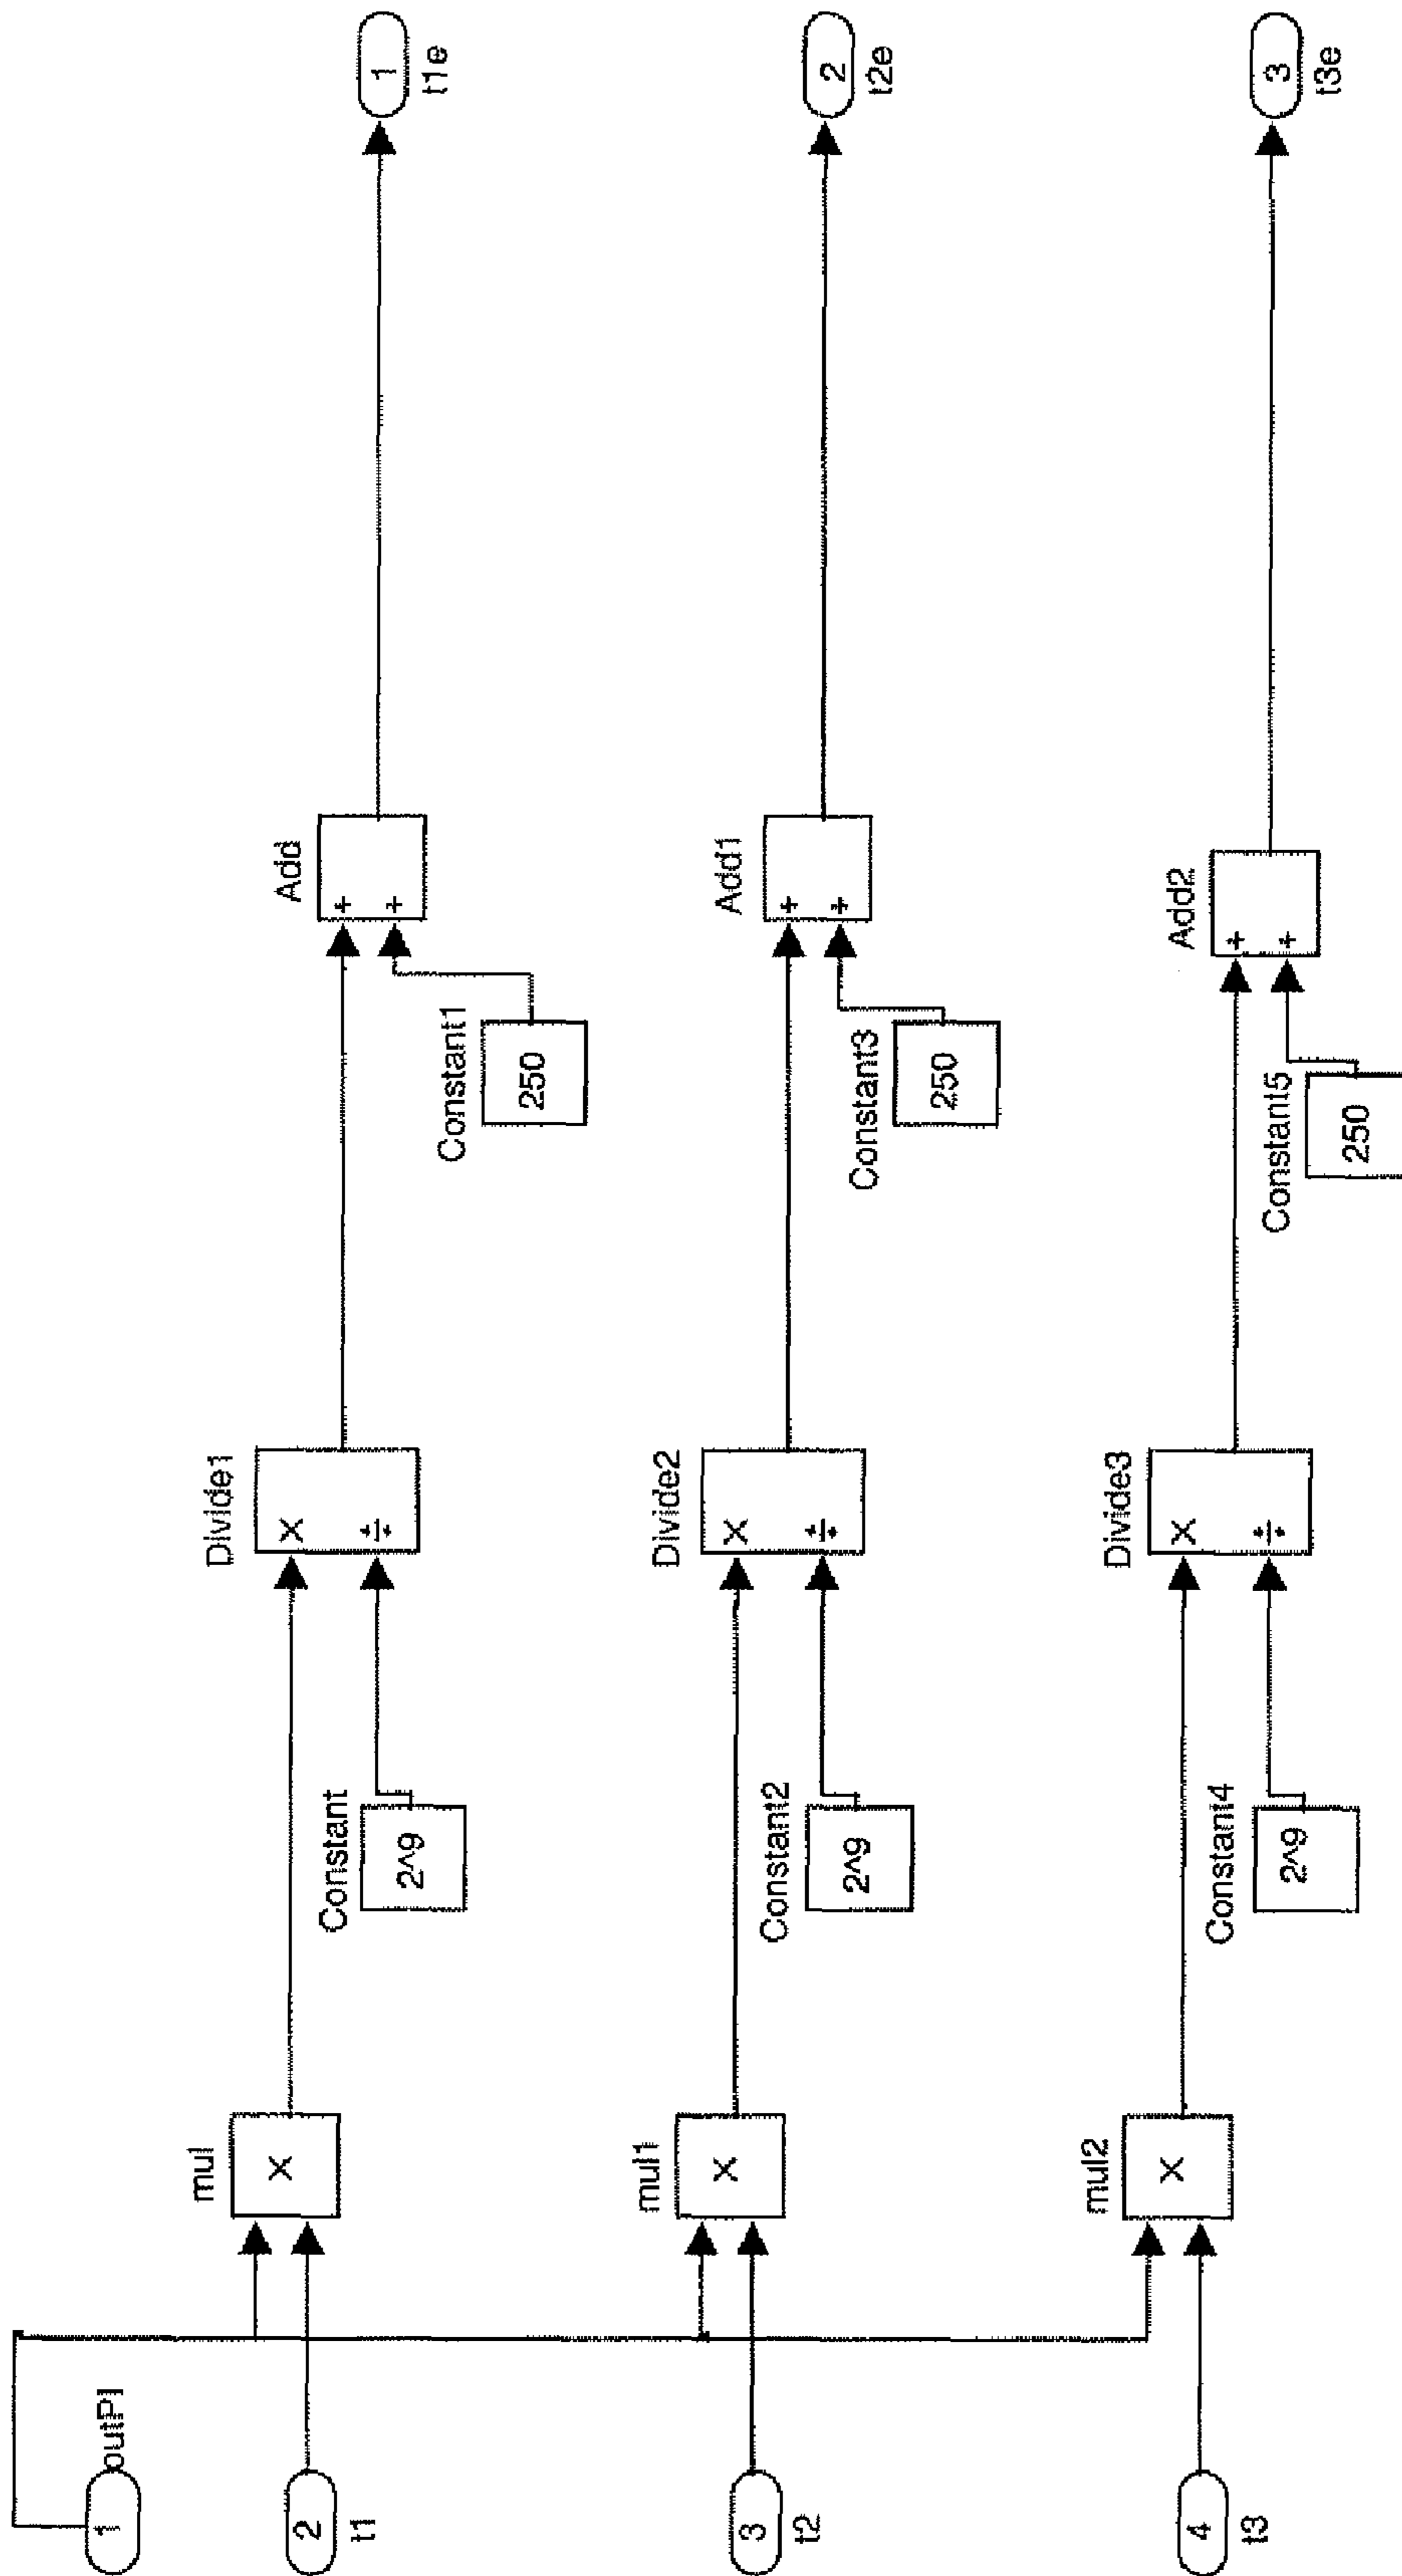 1
outPI
2
t1
mul
X
Constant
2^9
Divide1
X
÷
Constant1
250
Add
+
+
1
t1e
3
t2
mul1
X
Constant2
2^9
Divide2
X
÷
Constant3
250
Add1
+
+
2
t2e
4
t3
mul2
X
Constant4
2^9
Divide3
X
÷
Constant5
250
Add2
+
+
3
t3e